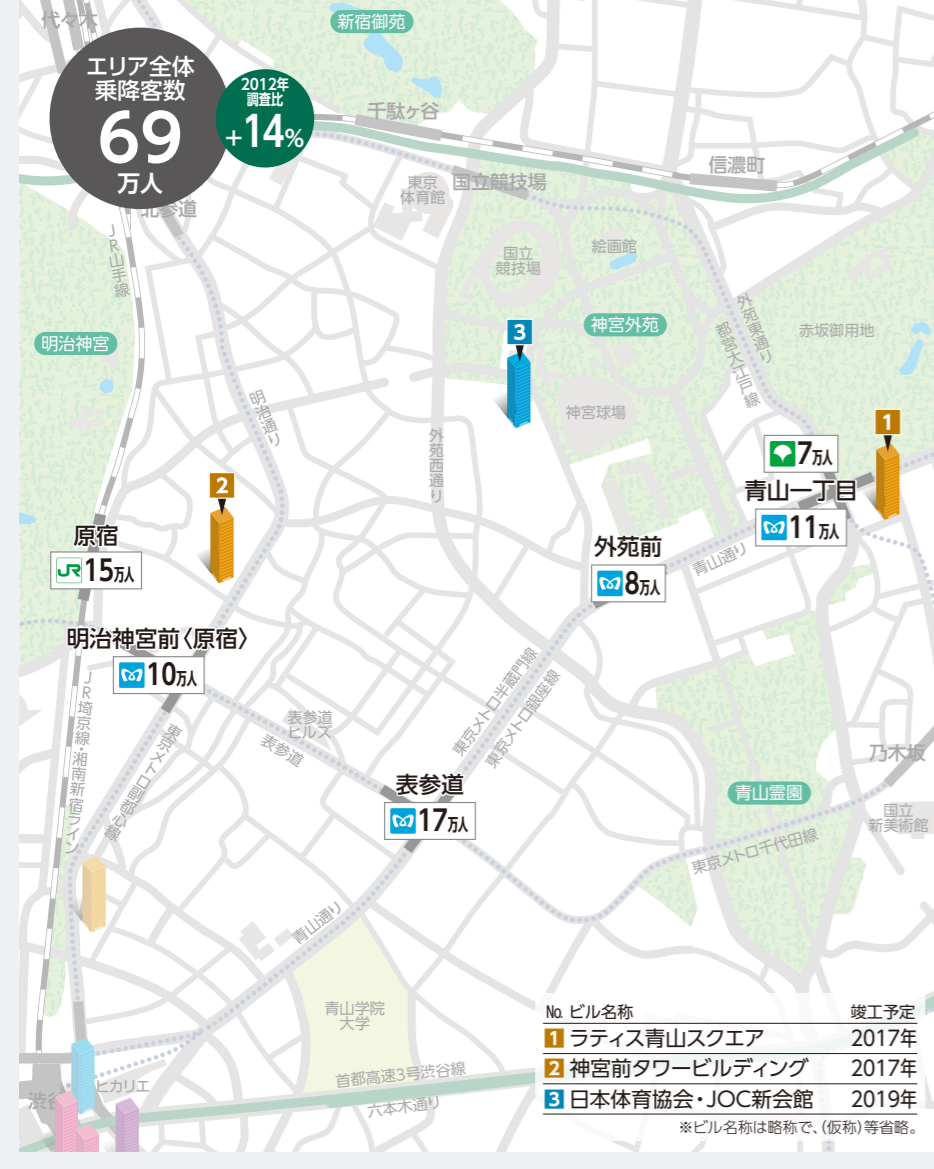 代々木
新宿御苑
エリア全体
乗降客数
69
万人
2012年
調査比
+14%
千駄ヶ谷
信濃町
東京
体育館
国立競技場
北参道
JR山手線
国立
競技場
絵画館
外苑東通り
都営大江戸線
赤坂御用地
明治神宮
3
神宮外苑
明治通り
外苑西通り
神宮球場
1
7万人
青山一丁目
11万人
2
原宿
JR 15万人
外苑前
8万人
青山通り
明治神宮前〈原宿〉
10万人
JR埼京線・湘南新宿ライン
東京メトロ副都心線
表参道
ヒルズ
表参道
東京メトロ半蔵門線
東京メトロ銀座線
乃木坂
表参道
17万人
青山霊園
国立
新美術館
東京メトロ千代田線
青山通り
青山学院
大学
首都高速3号渋谷線
六本木通り
ヒカリエ
渋谷
No. ビル名称 竣工予定
1 ラティス青山スクエア 2017年
2 神宮前タワービルディング 2017年
3 日本体育協会・JOC新会館 2019年
※ビル名称は略称で、(仮称)等省略。